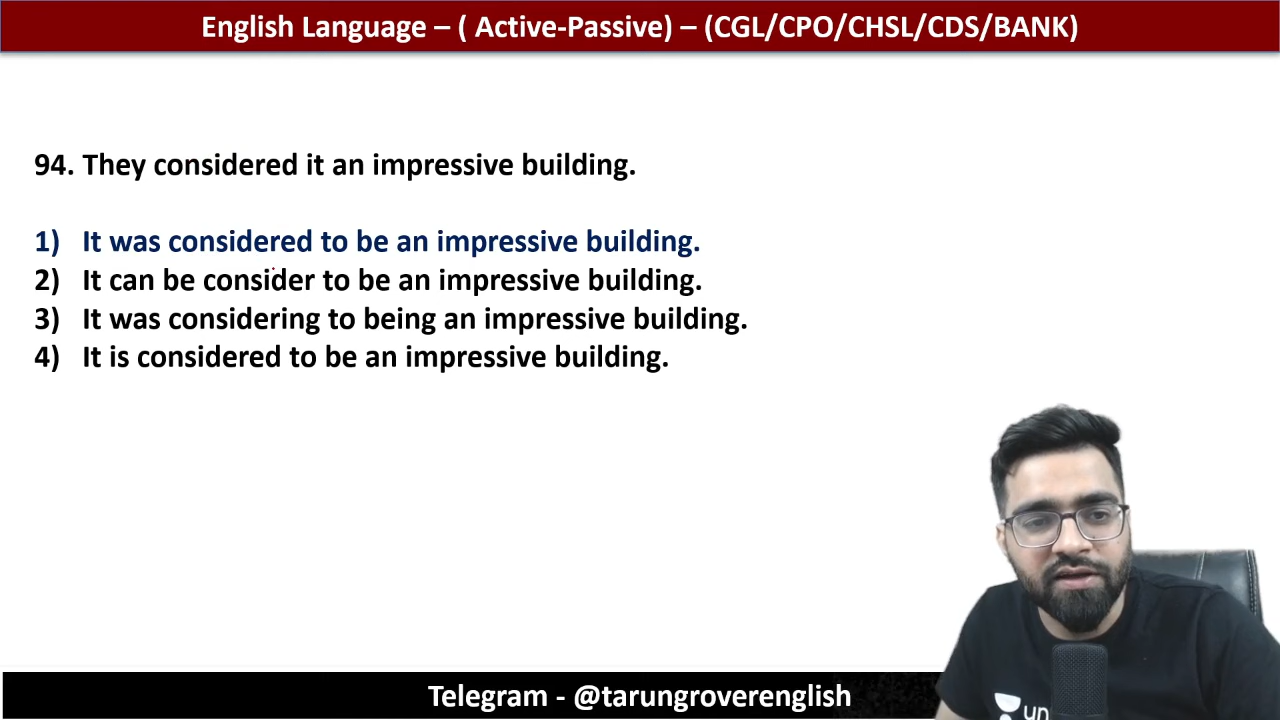 English Language – ( Active-Passive) – (CGL/CPO/CHSL/CDS/BANK)
94. They considered it an impressive building.
1) It was considered to be an impressive building.
2) It can be consider to be an impressive building.
3) It was considering to being an impressive building.
4) It is considered to be an impressive building.
Telegram - @tarungroverenglish
un